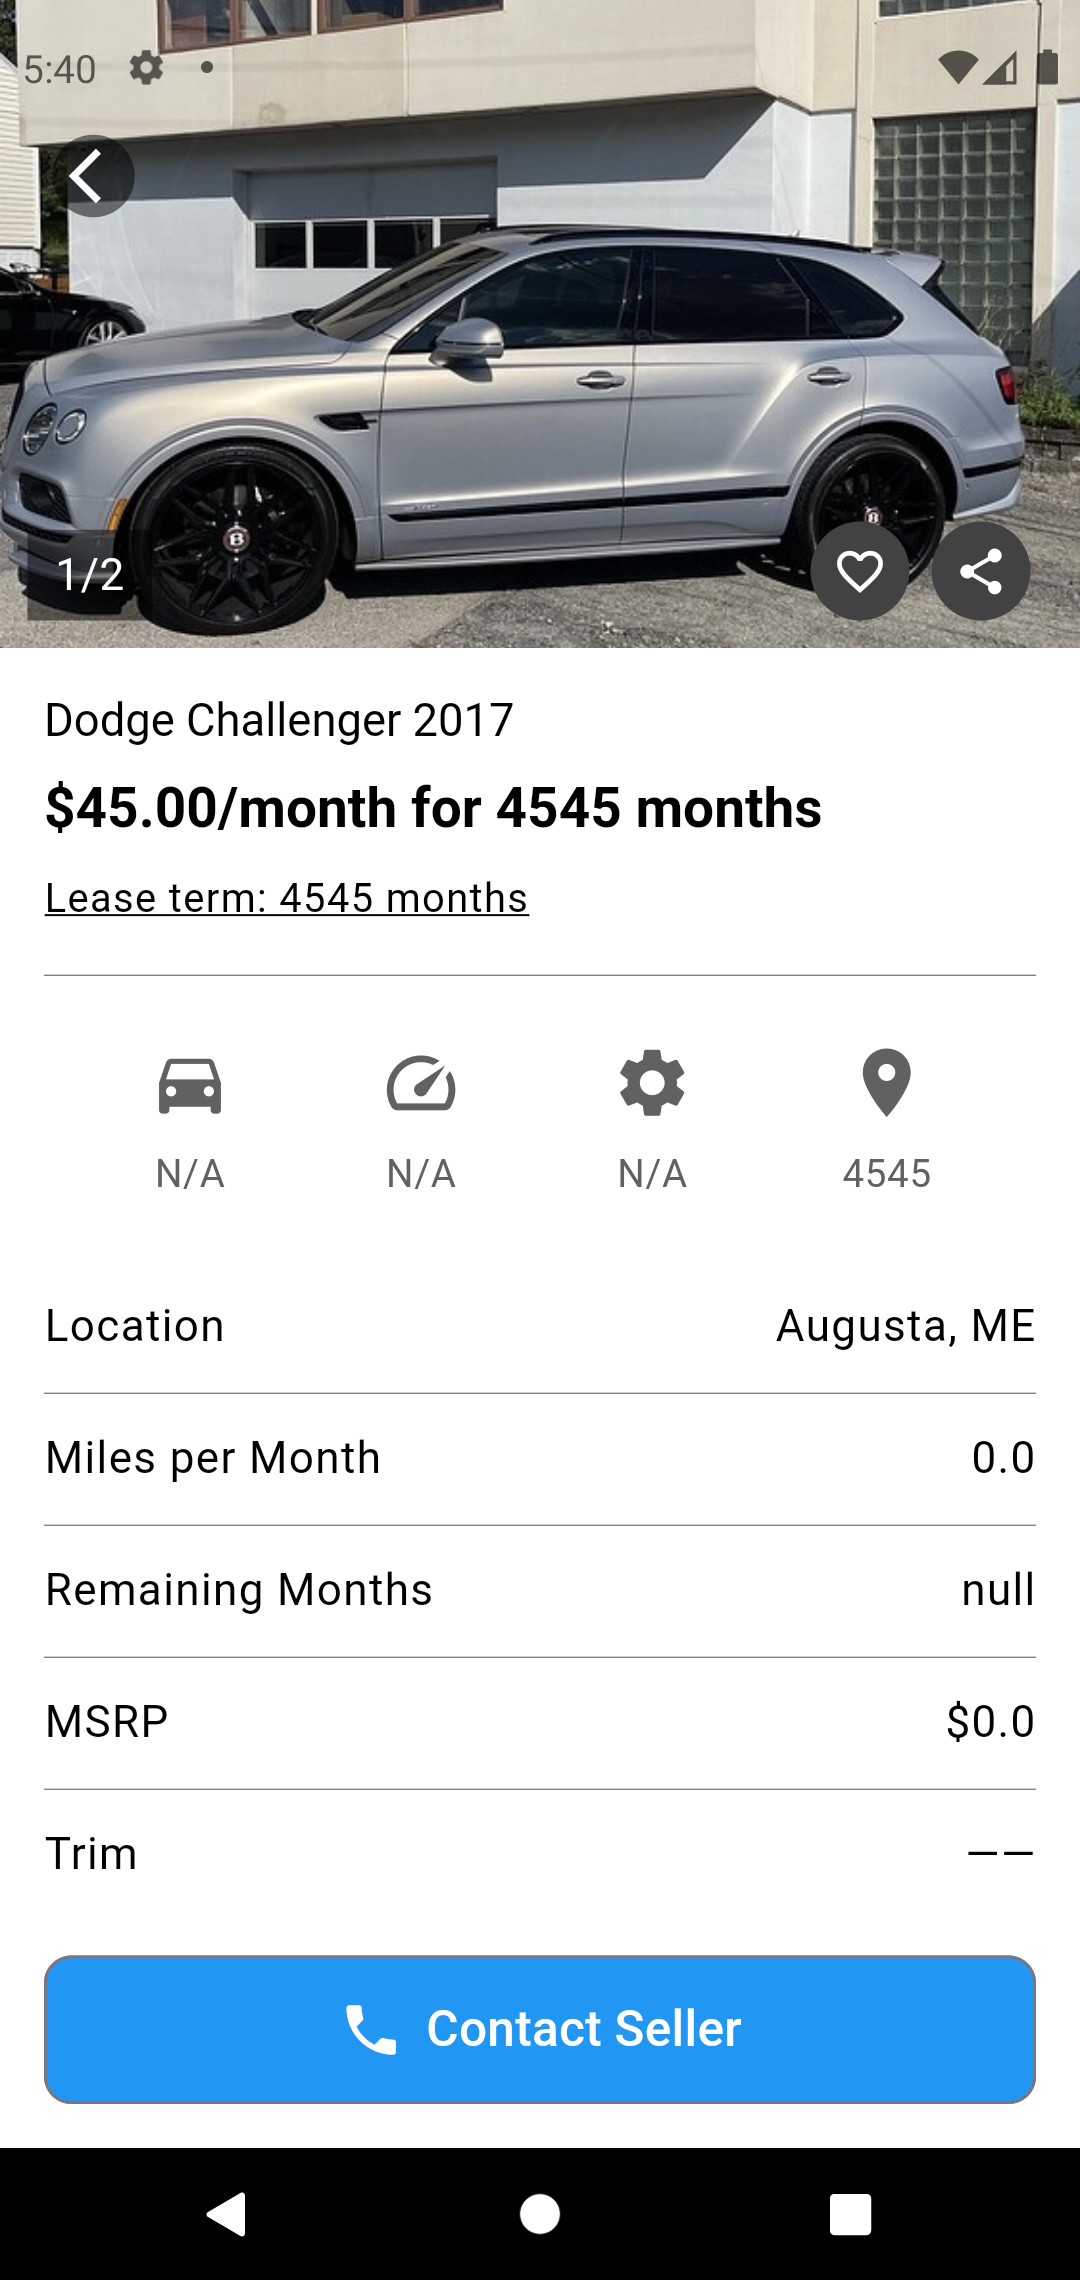 5:40
1/2
Dodge Challenger 2017
$45.00/month for 4545 months
Lease term: 4545 months
N/A N/A N/A 4545
Location Augusta, ME
Miles per Month 0.0
Remaining Months null
MSRP $0.0
Trim ——
Contact Seller